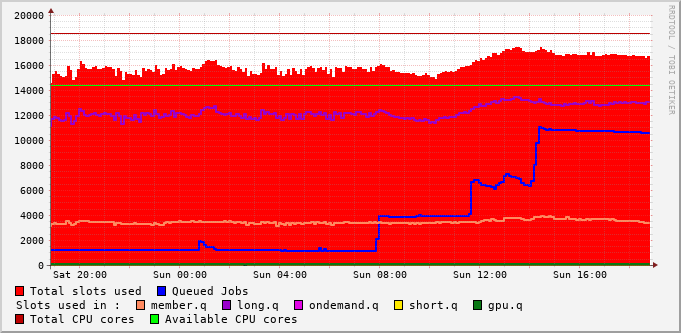 20000
18000
16000
14000
12000
10000
8000
6000
4000
2000
0
Sat 20:00 Sun 00:00 Sun 04:00 Sun 08:00 Sun 12:00 Sun 16:00
Total slots used Queued Jobs
Slots used in : member.q long.q ondemand.q short.q gpu.q
Total CPU cores Available CPU cores
RRDTOOL / TOBI OETIKER